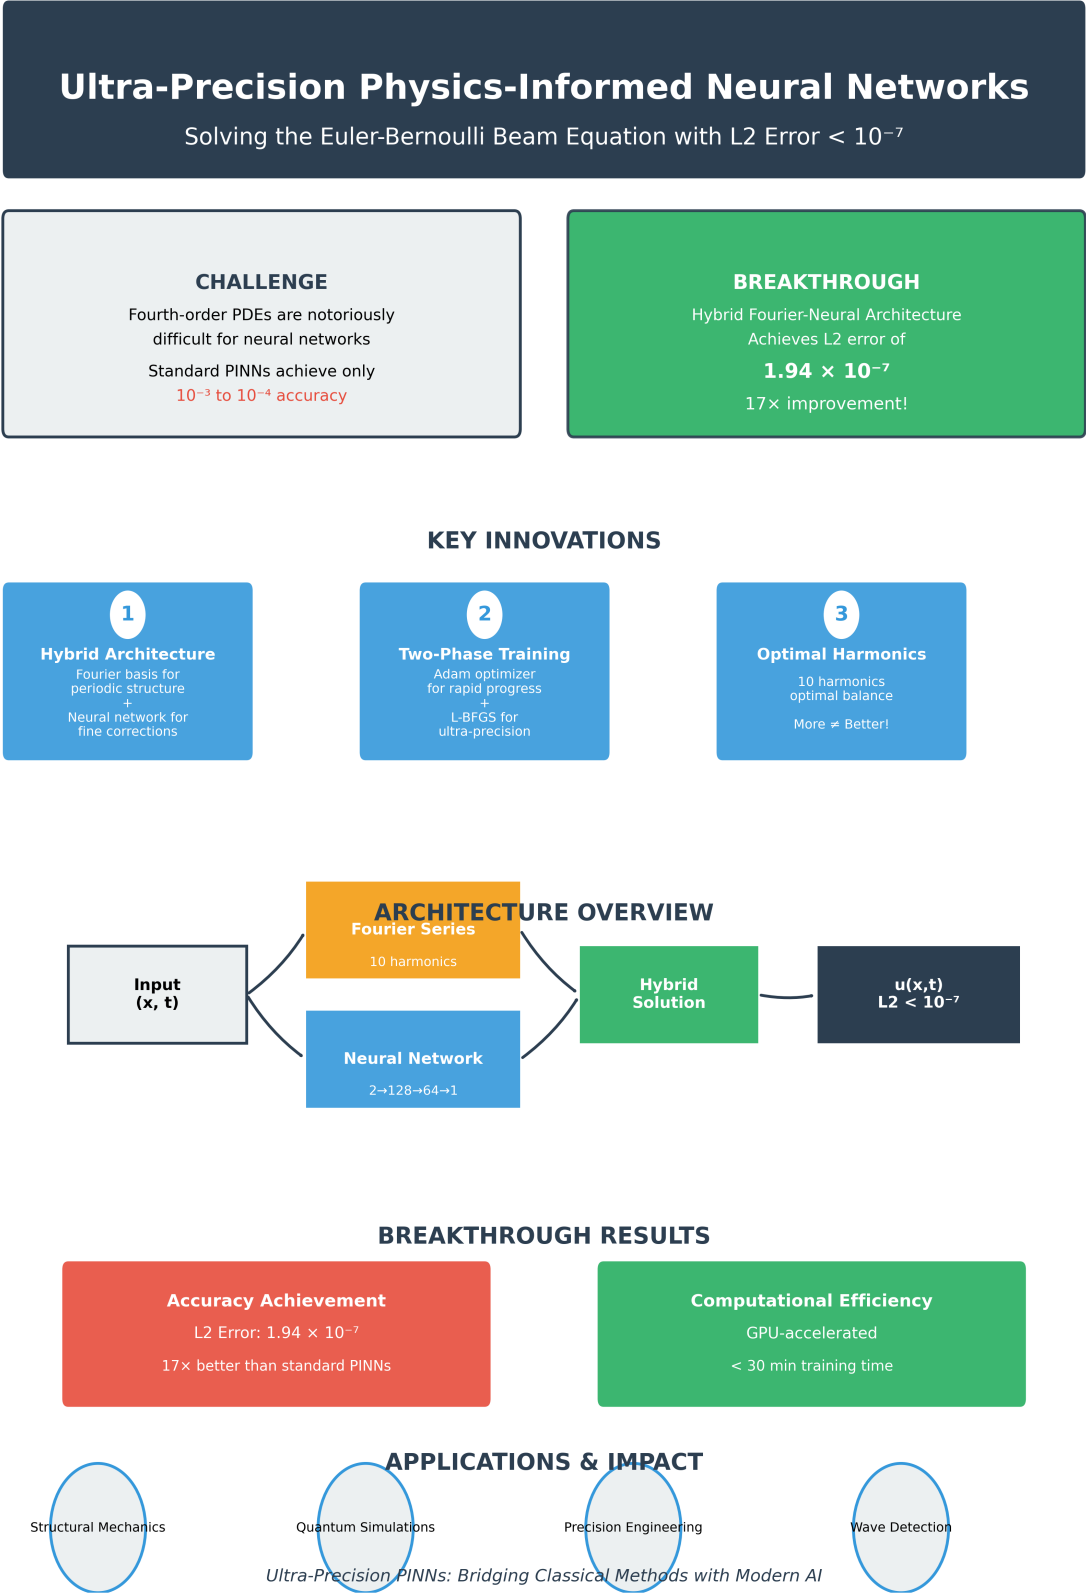 Ultra-Precision Physics-Informed Neural Networks
Solving the Euler-Bernoulli Beam Equation with L2 Error < 10⁻⁷
CHALLENGE
Fourth-order PDEs are notoriously
difficult for neural networks
Standard PINNs achieve only
10⁻³ to 10⁻⁴ accuracy
BREAKTHROUGH
Hybrid Fourier-Neural Architecture
Achieves L2 error of
1.94 × 10⁻⁷
17× improvement!
KEY INNOVATIONS
1
Hybrid Architecture
Fourier basis for
periodic structure
+
Neural network for
fine corrections
2
Two-Phase Training
Adam optimizer
for rapid progress
+
L-BFGS for
ultra-precision
3
Optimal Harmonics
10 harmonics
optimal balance
More ≠ Better!
ARCHITECTURE OVERVIEW
Input
(x, t)
Fourier Series
10 harmonics
Neural Network
2→128→64→1
Hybrid
Solution
u(x,t)
L2 < 10⁻⁷
BREAKTHROUGH RESULTS
Accuracy Achievement
L2 Error: 1.94 × 10⁻⁷
17× better than standard PINNs
Computational Efficiency
GPU-accelerated
< 30 min training time
APPLICATIONS & IMPACT
Structural Mechanics
Quantum Simulations
Precision Engineering
Wave Detection
Ultra-Precision PINNs: Bridging Classical Methods with Modern AI